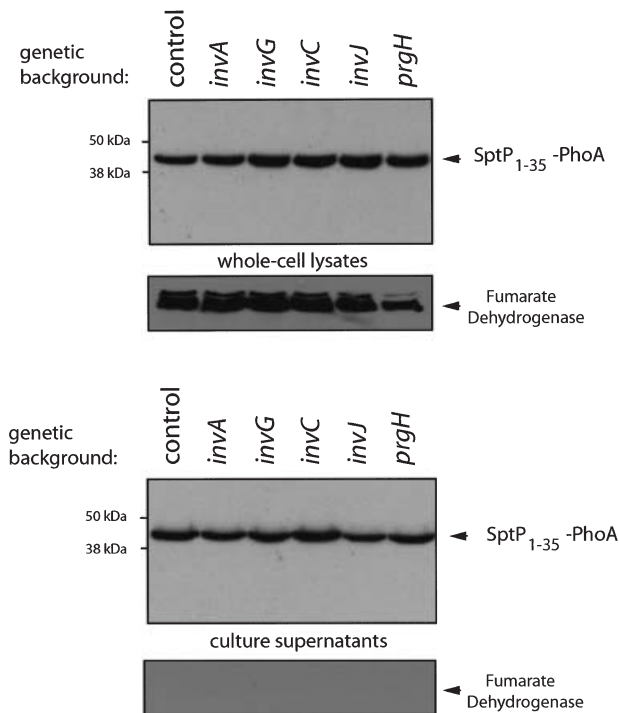 genetic
background:
control
invA
invG
invC
invJ
prgH
50 kDa
38 kDa
SptP1-35 -PhoA
whole-cell lysates
Fumarate
Dehydrogenase
genetic
background:
control
invA
invG
invC
invJ
prgH
50 kDa
38 kDa
SptP1-35 -PhoA
culture supernatants
Fumarate
Dehydrogenase